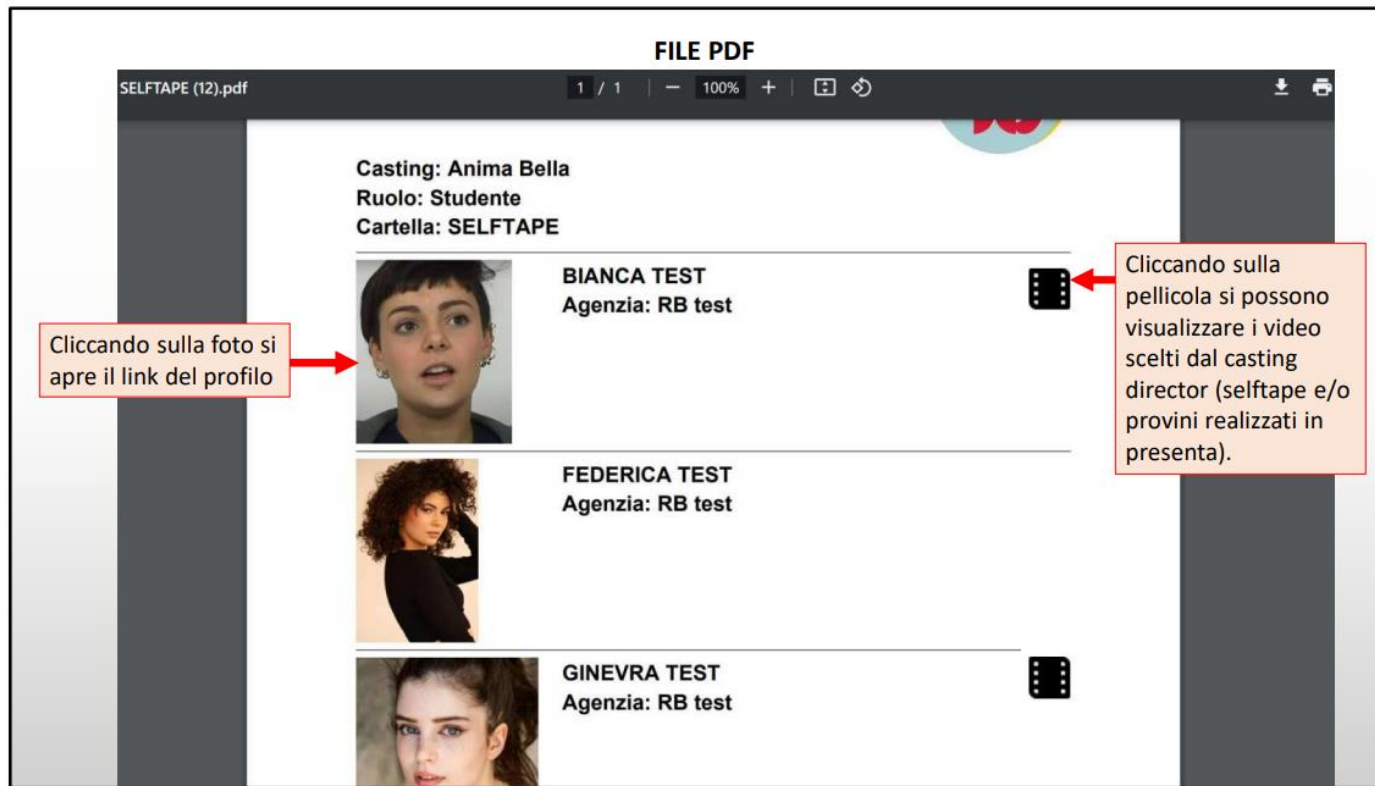 FILE PDF
SELFTAPE (12).pdf
1 / 1
100%
Casting: Anima Bella
Ruolo: Studente
Cartella: SELFTAPE
BIANCA TEST
Agenzia: RB test
Cliccando sulla foto si
apre il link del profilo
Cliccando sulla
pellicola si possono
visualizzare i video
scelti dal casting
director (selftape e/o
provini realizzati in
presenta).
FEDERICA TEST
Agenzia: RB test
GINEVRA TEST
Agenzia: RB test